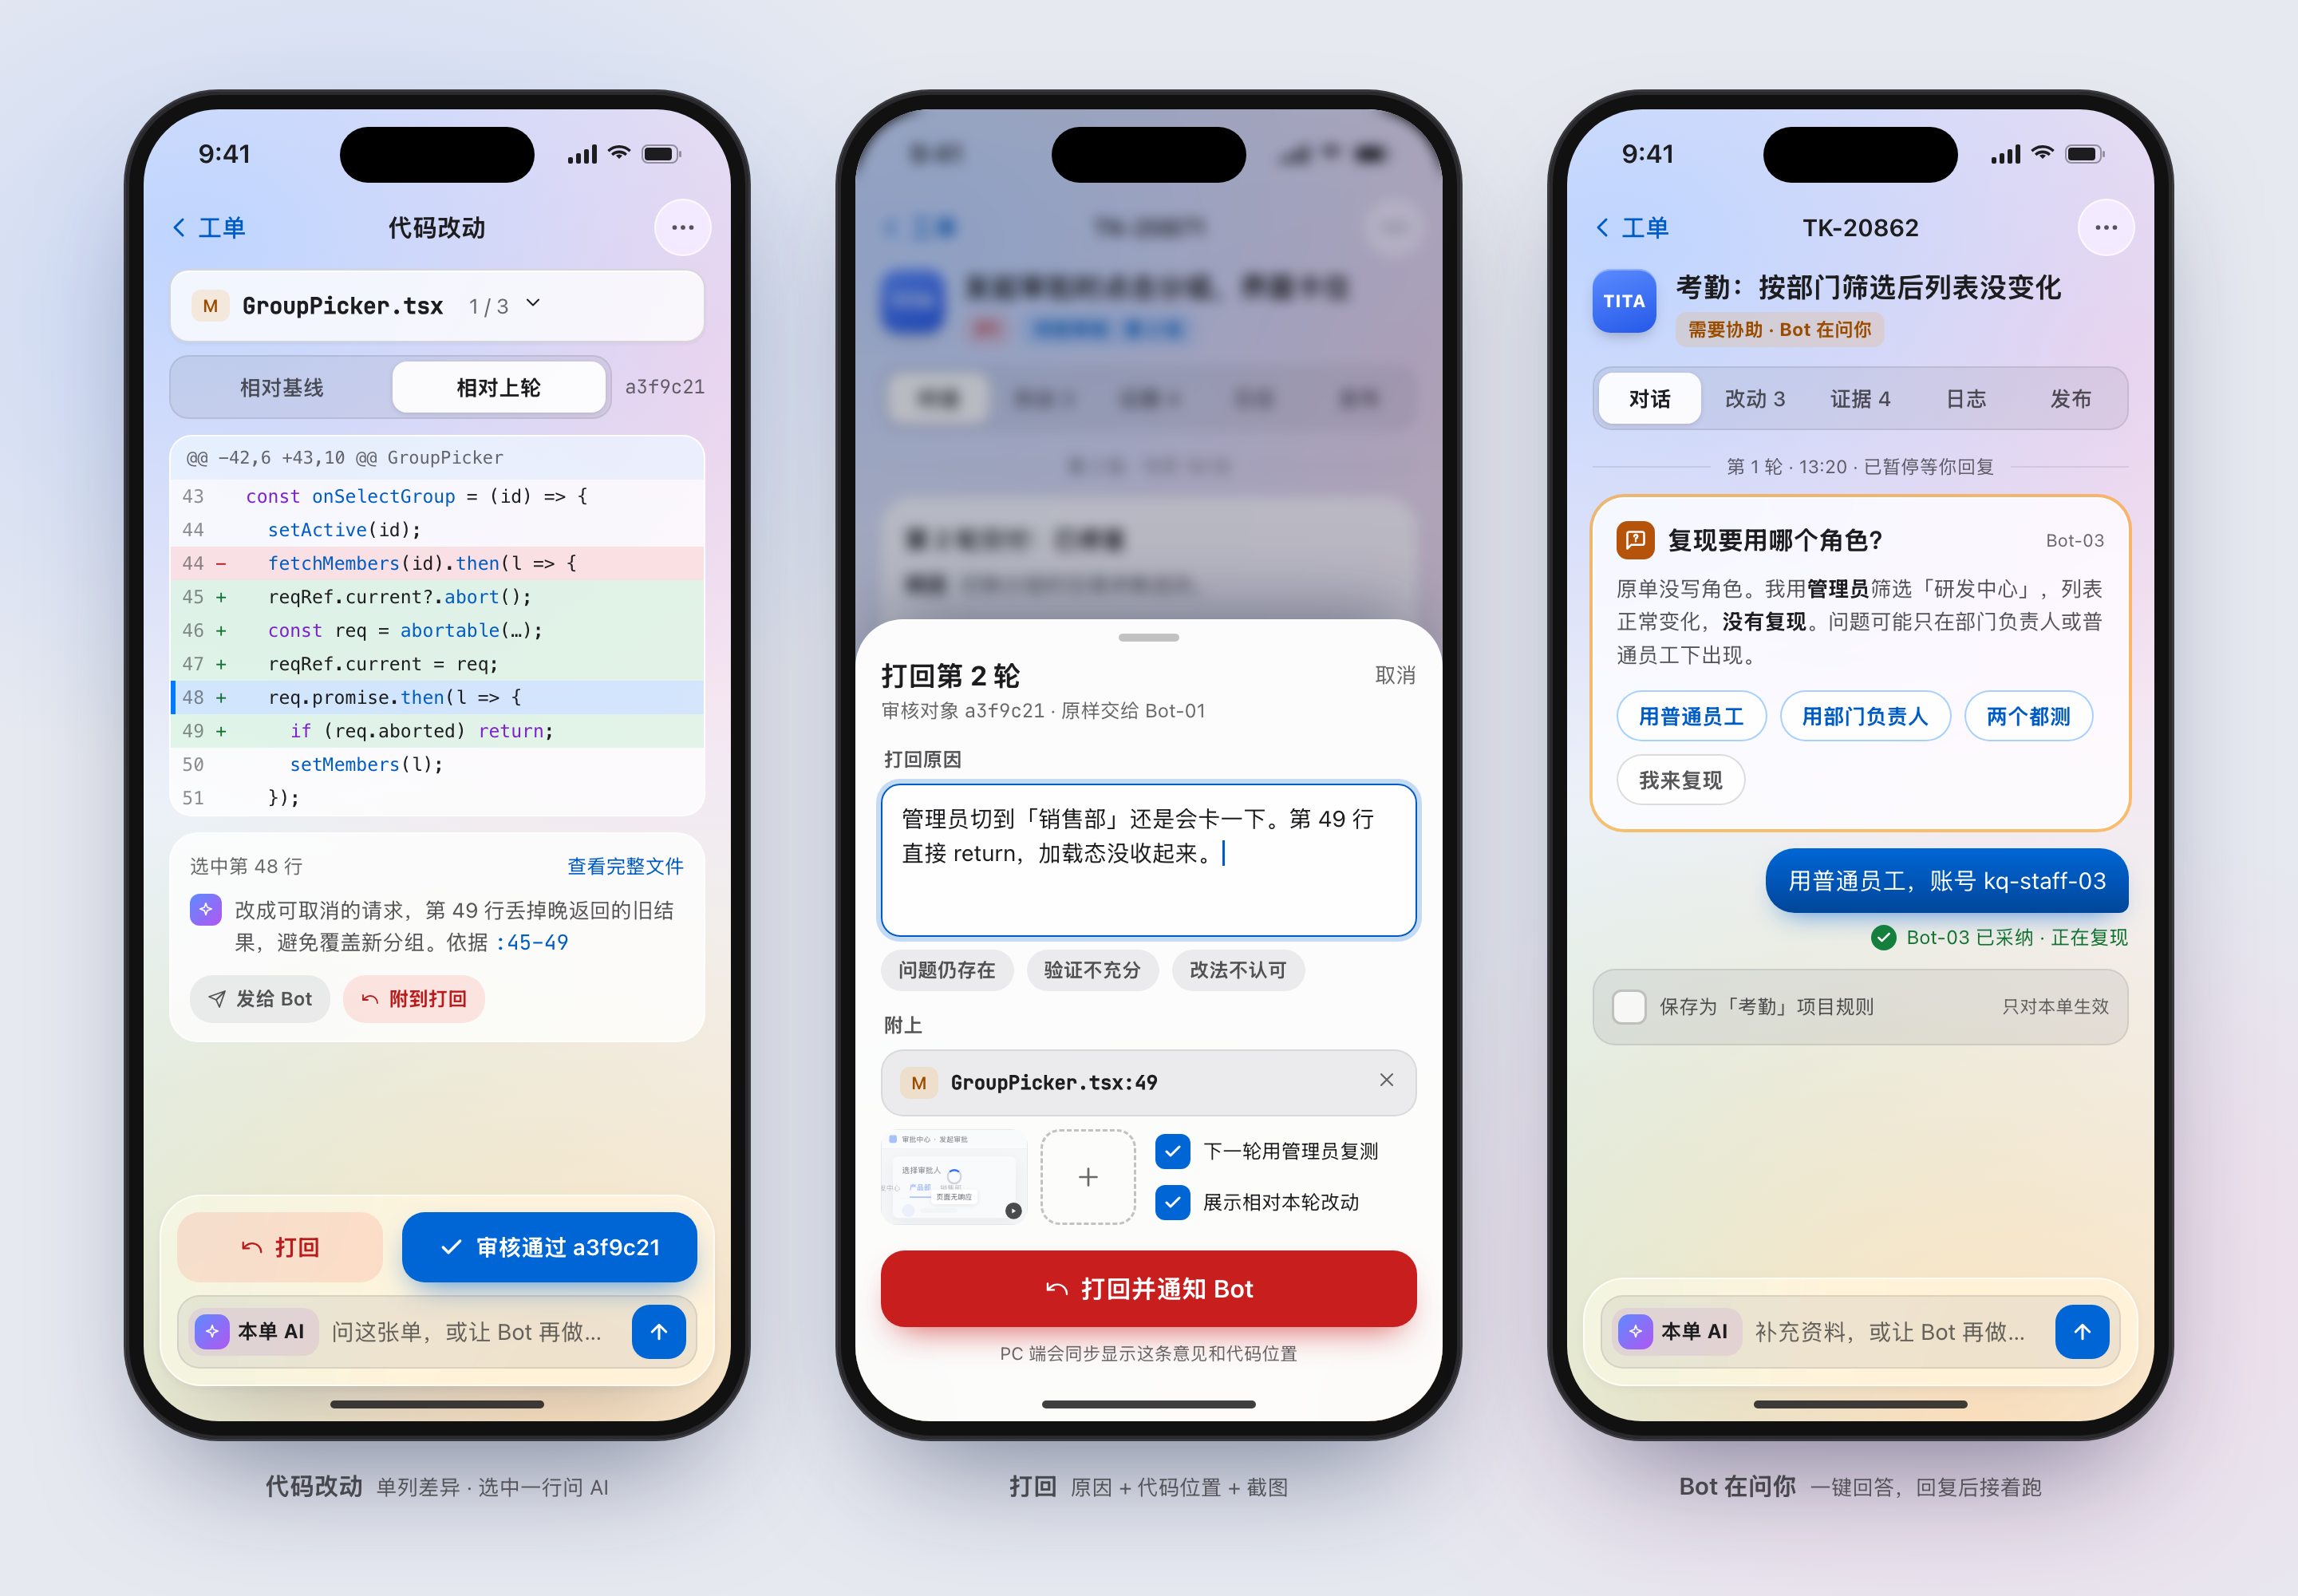 9:41
工单
代码改动
M GroupPicker.tsx 1 / 3
相对基线 相对上轮 a3f9c21
@@ −42,6 +43,10 @@ GroupPicker
43 const onSelectGroup = (id) => {
44 setActive(id);
44 − fetchMembers(id).then(l => {
45 + reqRef.current?.abort();
46 + const req = abortable(…);
47 + reqRef.current = req;
48 + req.promise.then(l => {
49 + if (req.aborted) return;
50 setMembers(l);
51 });
选中第 48 行 查看完整文件
改成可取消的请求，第 49 行丢掉晚返回的旧结
果，避免覆盖新分组。依据 :45–49
发给 Bot 附到打回
打回 审核通过 a3f9c21
本单 AI 问这张单，或让 Bot 再做…
代码改动 单列差异 · 选中一行问 AI
打回第 2 轮 取消
审核对象 a3f9c21 · 原样交给 Bot-01
打回原因
管理员切到「销售部」还是会卡一下。第 49 行
直接 return，加载态没收起来。
问题仍存在 验证不充分 改法不认可
附上
M GroupPicker.tsx:49
审批中心 · 发起审批
选择审批人
产品部
页面无响应
下一轮用管理员复测
展示相对本轮改动
打回并通知 Bot
PC 端会同步显示这条意见和代码位置
打回 原因 + 代码位置 + 截图
9:41
工单
TK-20862
TITA
考勤：按部门筛选后列表没变化
需要协助 · Bot 在问你
对话 改动 3 证据 4 日志 发布
第 1 轮 · 13:20 · 已暂停等你回复
复现要用哪个角色？ Bot-03
原单没写角色。我用管理员筛选「研发中心」，列表
正常变化，没有复现。问题可能只在部门负责人或普
通员工下出现。
用普通员工 用部门负责人 两个都测
我来复现
用普通员工，账号 kq-staff-03
Bot-03 已采纳 · 正在复现
保存为「考勤」项目规则 只对本单生效
本单 AI 补充资料，或让 Bot 再做…
Bot 在问你 一键回答，回复后接着跑